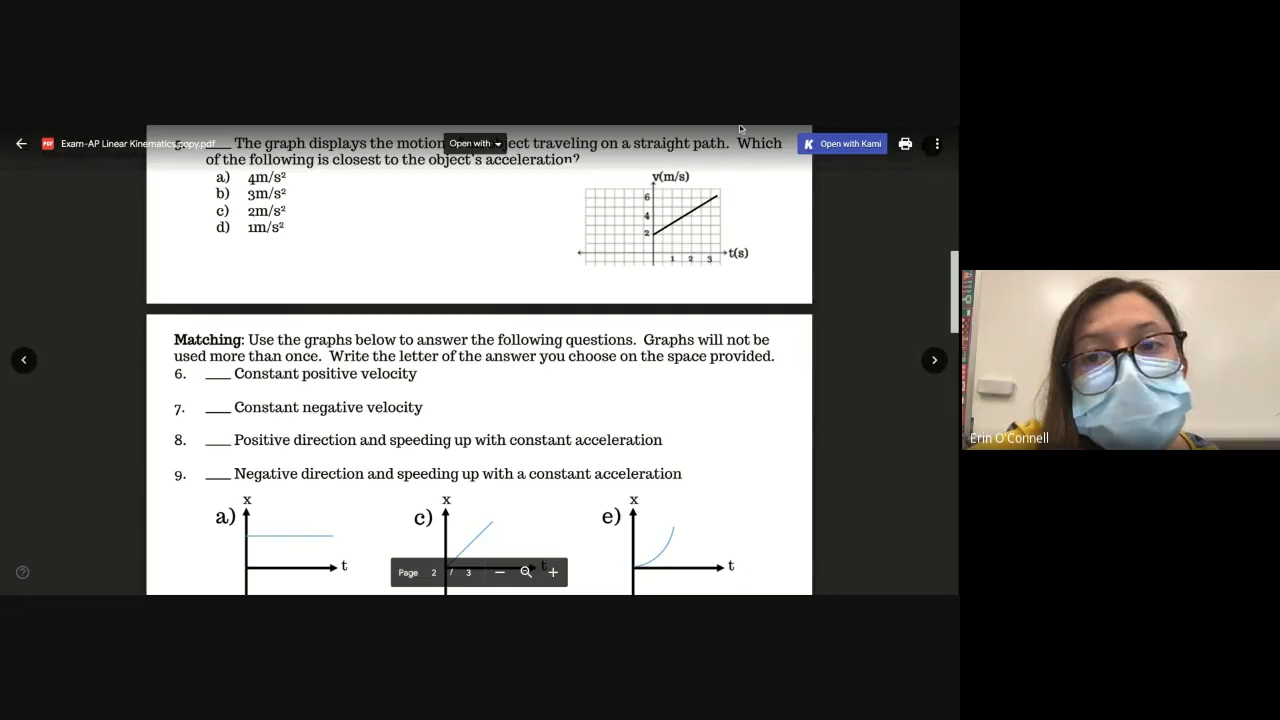 Exam-AP Linear Kinematics copy.pdf
Open with
Open with Kami
The graph displays the motion ject traveling on a straight path. Which
of the following is closest to the object's acceleration?
a) 4m/s²
b) 3m/s²
c) 2m/s²
d) 1m/s²
v(m/s)
6
4
2
1 2 3
t(s)
Matching: Use the graphs below to answer the following questions. Graphs will not be
used more than once. Write the letter of the answer you choose on the space provided.
6. ___ Constant positive velocity
7. ___ Constant negative velocity
8. ___ Positive direction and speeding up with constant acceleration
9. ___ Negative direction and speeding up with a constant acceleration
a) x t
c) x t
e) x t
Page 2 / 3
Erin O'Connell